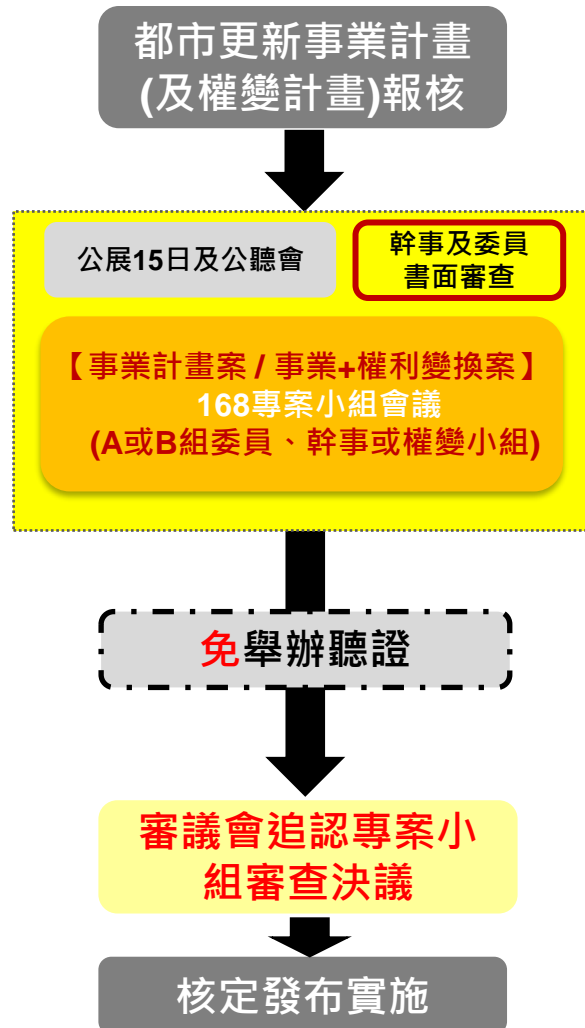 都市更新事業計畫
(及權變計畫)報核
公展15日及公聽會
幹事及委員
書面審查
【事業計畫案 / 事業+權利變換案】
168專案小組會議
(A或B組委員、幹事或權變小組)
免舉辦聽證
審議會追認專案小
組審查決議
核定發布實施